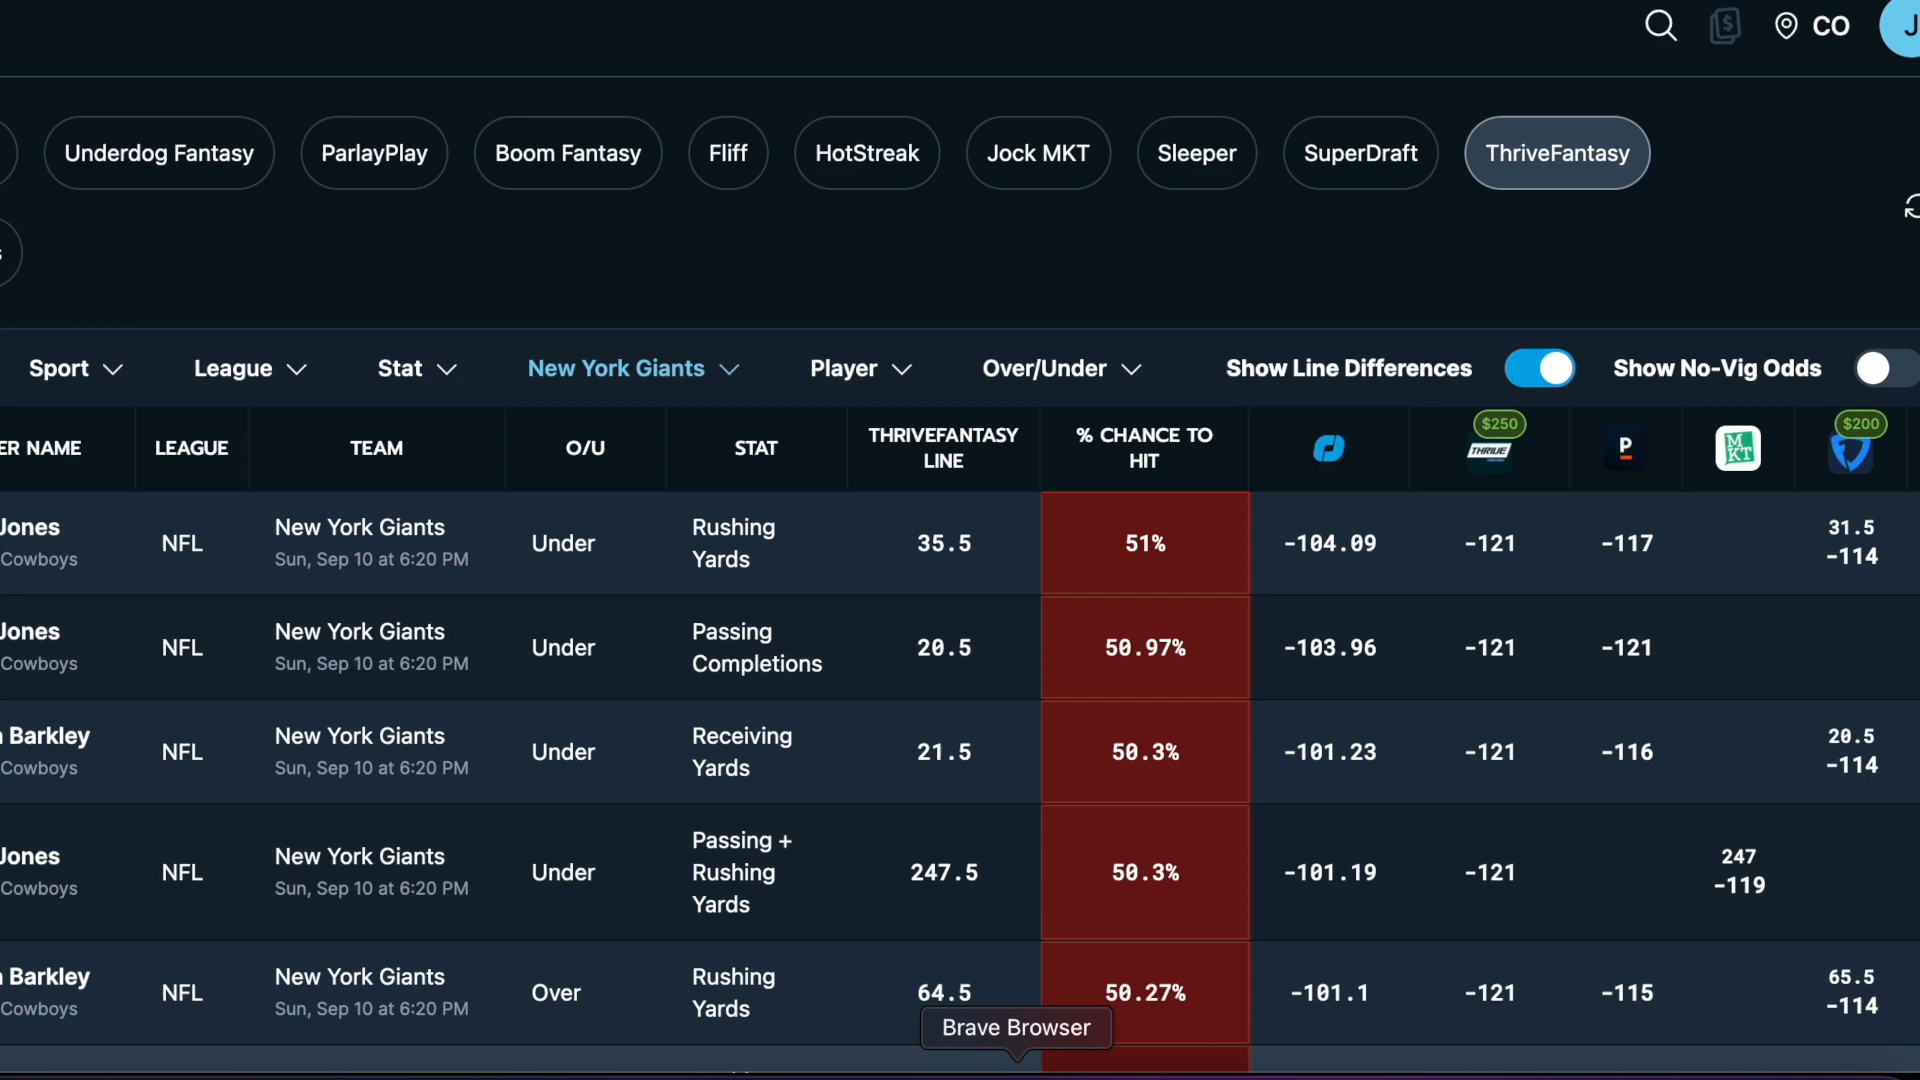 CO
J
Underdog Fantasy
ParlayPlay
Boom Fantasy
Fliff
HotStreak
Jock MKT
Sleeper
SuperDraft
ThriveFantasy
s
Sport
League
Stat
New York Giants
Player
Over/Under
Show Line Differences
Show No-Vig Odds
ER NAME
LEAGUE
TEAM
O/U
STAT
THRIVEFANTASY
LINE
% CHANCE TO
HIT
$250
THRIVE
P
M
KT
$200
Jones
Cowboys
NFL
New York Giants
Sun, Sep 10 at 6:20 PM
Under
Rushing
Yards
35.5
51%
-104.09
-121
-117
31.5
-114
Jones
Cowboys
NFL
New York Giants
Sun, Sep 10 at 6:20 PM
Under
Passing
Completions
20.5
50.97%
-103.96
-121
-121
Barkley
Cowboys
NFL
New York Giants
Sun, Sep 10 at 6:20 PM
Under
Receiving
Yards
21.5
50.3%
-101.23
-121
-116
20.5
-114
Jones
Cowboys
NFL
New York Giants
Sun, Sep 10 at 6:20 PM
Under
Passing +
Rushing
Yards
247.5
50.3%
-101.19
-121
247
-119
Barkley
Cowboys
NFL
New York Giants
Sun, Sep 10 at 6:20 PM
Over
Rushing
Yards
64.5
50.27%
-101.1
-121
-115
65.5
-114
Brave Browser